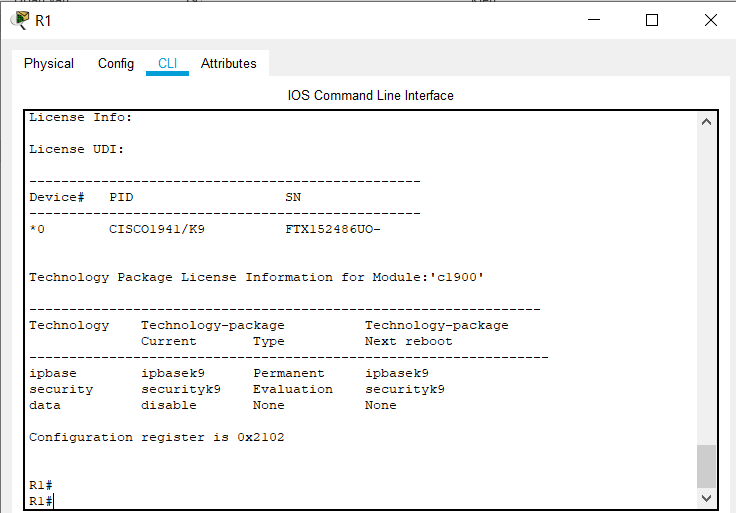 R1
Physical Config CLI Attributes
IOS Command Line Interface
License Info:
License UDI:
-------------------------------------------------
Device# PID SN
-------------------------------------------------
*0 CISCO1941/K9 FTX152486UO-
Technology Package License Information for Module:'c1900'
----------------------------------------------------------------
Technology Technology-package Technology-package
Current Type Next reboot
-----------------------------------------------------------------
ipbase ipbasek9 Permanent ipbasek9
security securityk9 Evaluation securityk9
data disable None None
Configuration register is 0x2102
R1#
R1#